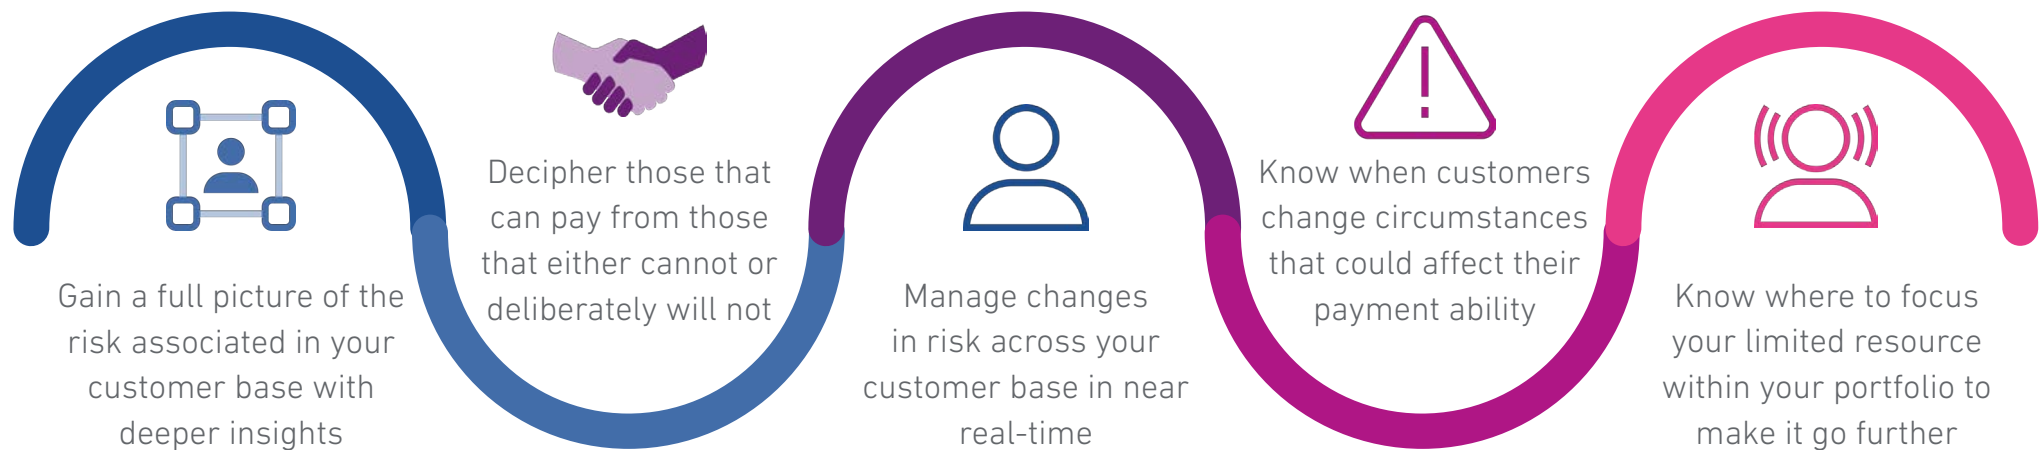 Gain a full picture of the
risk associated in your
customer base with
deeper insights
Decipher those that
can pay from those
that either cannot or
deliberately will not
Manage changes
in risk across your
customer base in near
real-time
Know when customers
change circumstances
that could affect their
payment ability
Know where to focus
your limited resource
within your portfolio to
make it go further